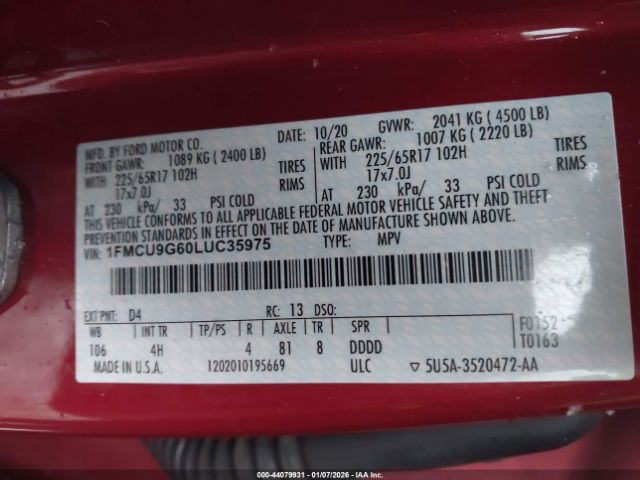 MFD. BY FORD MOTOR CO.
DATE: 10/20
GVWR: 2041 KG ( 4500 LB)
FRONT GAWR: 1089 KG ( 2400 LB)
REAR GAWR: 1007 KG ( 2220 LB)
WITH 225/65R17 102H TIRES
WITH 225/65R17 102H TIRES
17x7.0J RIMS
17x7.0J RIMS
AT 230 kPa/ 33 PSI COLD
AT 230 kPa/ 33 PSI COLD
THIS VEHICLE CONFORMS TO ALL APPLICABLE FEDERAL MOTOR VEHICLE SAFETY AND THEFT
PREVENTION STANDARDS IN EFFECT ON THE DATE OF MANUFACTURE SHOWN ABOVE.
VIN: 1FMCU9G60LUC35975
TYPE: MPV
EXT PNT: D4 RC: 13 DSO:
WB INT TR TP/PS R AXLE TR SPR
F0152
T0163
106 4H 4 81 8 DDDD
MADE IN U.S.A. 1202010195669 ULC ▽ 5U5A-3520472-AA
© IAA - 44079931 | 01/07/2026 - IAAI.COM